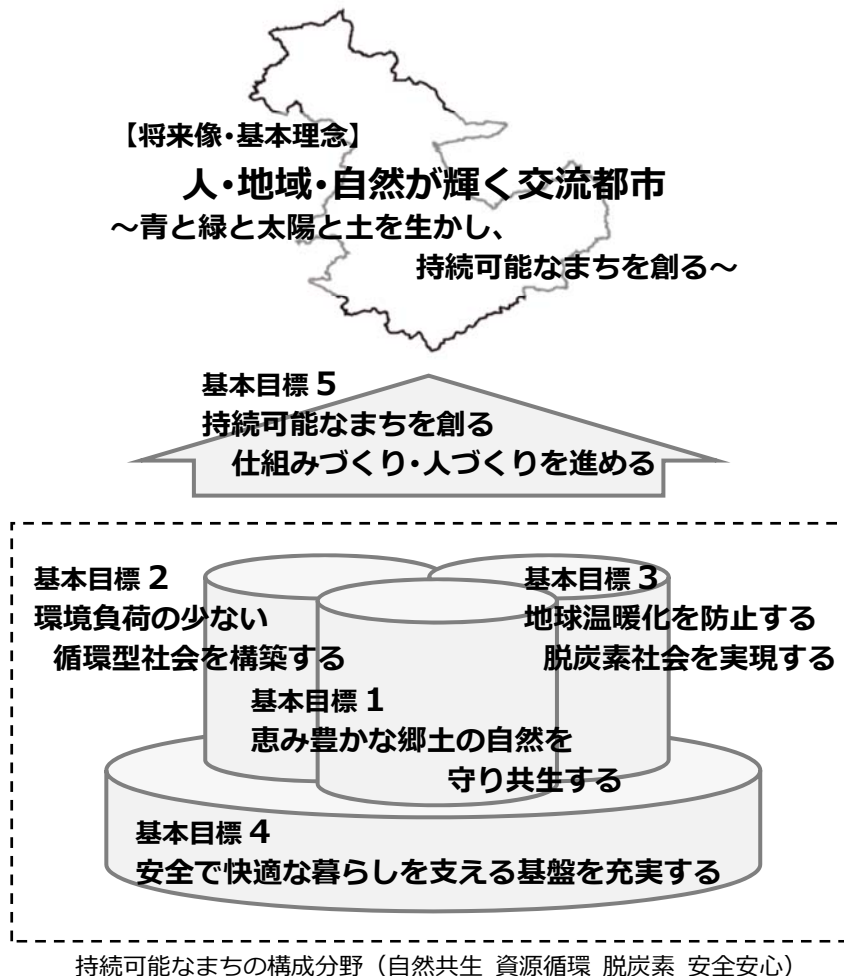 【将来像・基本理念】
人・地域・自然が輝く交流都市
～青と緑と太陽と土を生かし、
持続可能なまちを創る～
基本目標 5
持続可能なまちを創る
仕組みづくり・人づくりを進める
基本目標 2
環境負荷の少ない
循環型社会を構築する
基本目標 3
地球温暖化を防止する
脱炭素社会を実現する
基本目標 1
恵み豊かな郷土の自然を
守り共生する
基本目標 4
安全で快適な暮らしを支える基盤を充実する
持続可能なまちの構成分野（自然共生 資源循環 脱炭素 安全安心）